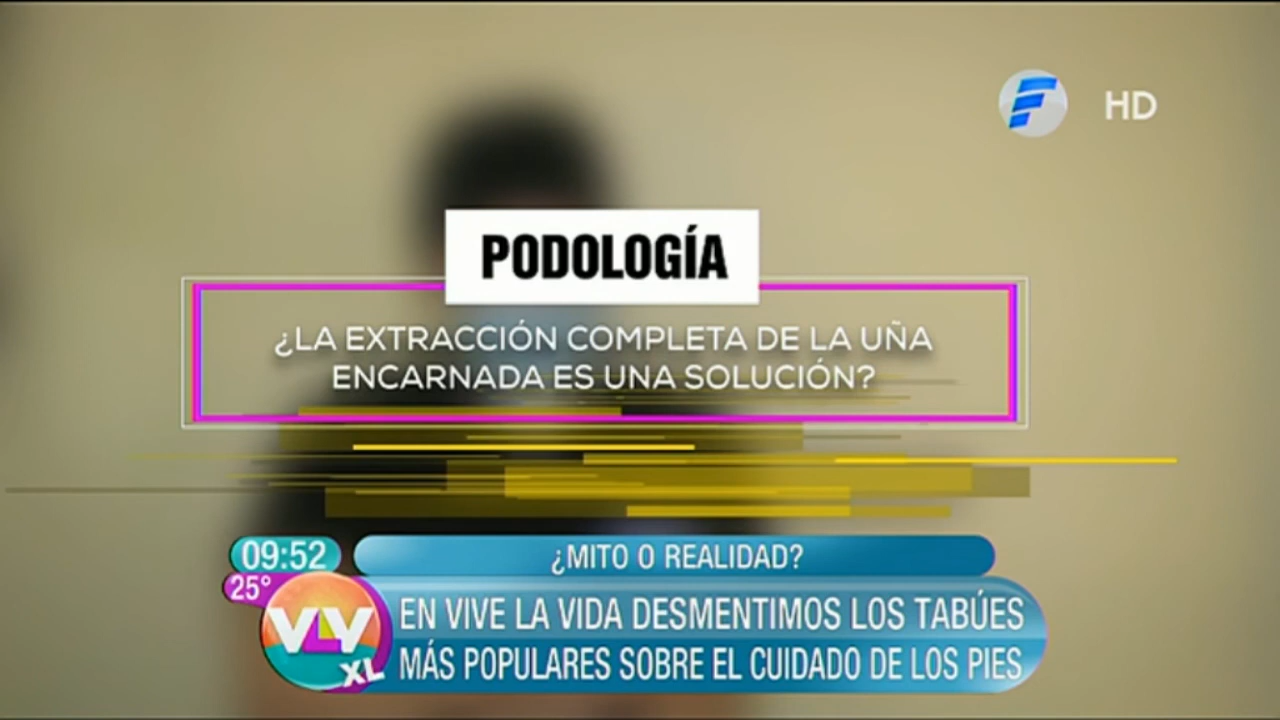 HD
PODOLOGÍA
¿LA EXTRACCIÓN COMPLETA DE LA UÑA
ENCARNADA ES UNA SOLUCIÓN?
09:52
¿MITO O REALIDAD?
25°
VLV
XL
EN VIVE LA VIDA DESMENTIMOS LOS TABÚES
MÁS POPULARES SOBRE EL CUIDADO DE LOS PIES